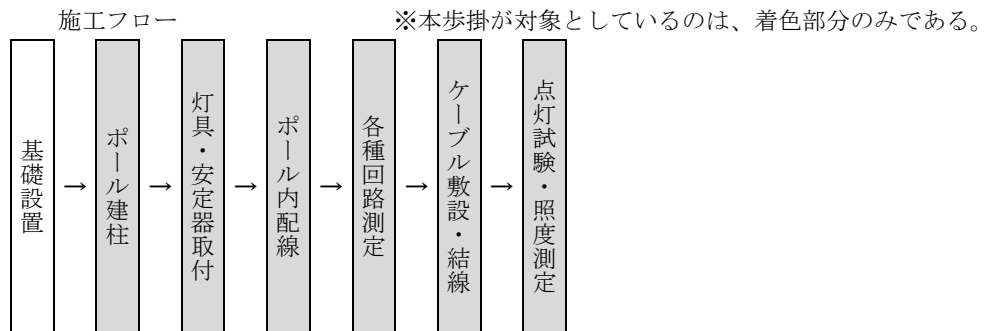 施工フロー
※本歩掛が対象としているのは、着色部分のみである。
基礎設置
→
ポール建柱
→
灯具・安定器取付
→
ポール内配線
→
各種回路測定
→
ケーブル敷設・結線
→
点灯試験・照度測定